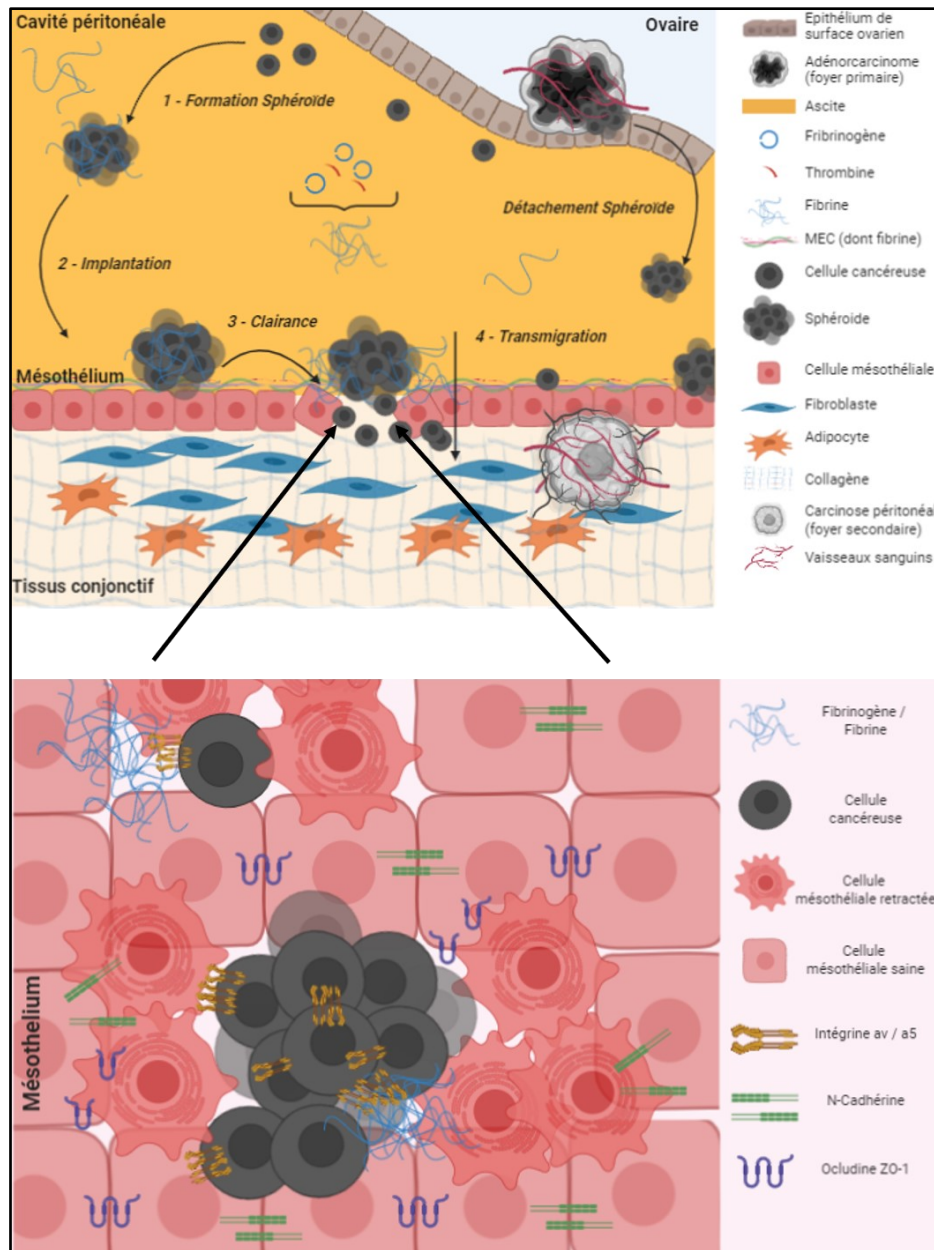 Cavité péritonéale
Ovaire
1 - Formation Sphéroïde
Détachement Sphéroïde
2 - Implantation
3 - Clairance
4 - Transmigration
Mésothélium
Tissus conjonctif
Epithélium de
surface ovarien
Adénorcarcinome
(foyer primaire)
Ascite
Fibrinogène
Thrombine
Fibrine
MEC (dont fibrine)
Cellule cancéreuse
Sphéroide
Cellule mésothéliale
Fibroblaste
Adipocyte
Collagène
Carcinose péritonéal
(foyer secondaire)
Vaisseaux sanguins
Mésothelium
Fibrinogène /
Fibrine
Cellule
cancéreuse
Cellule
mésothéliale retractée
Cellule
mésothéliale saine
Intégrine av / a5
N-Cadhérine
Ocludine ZO-1